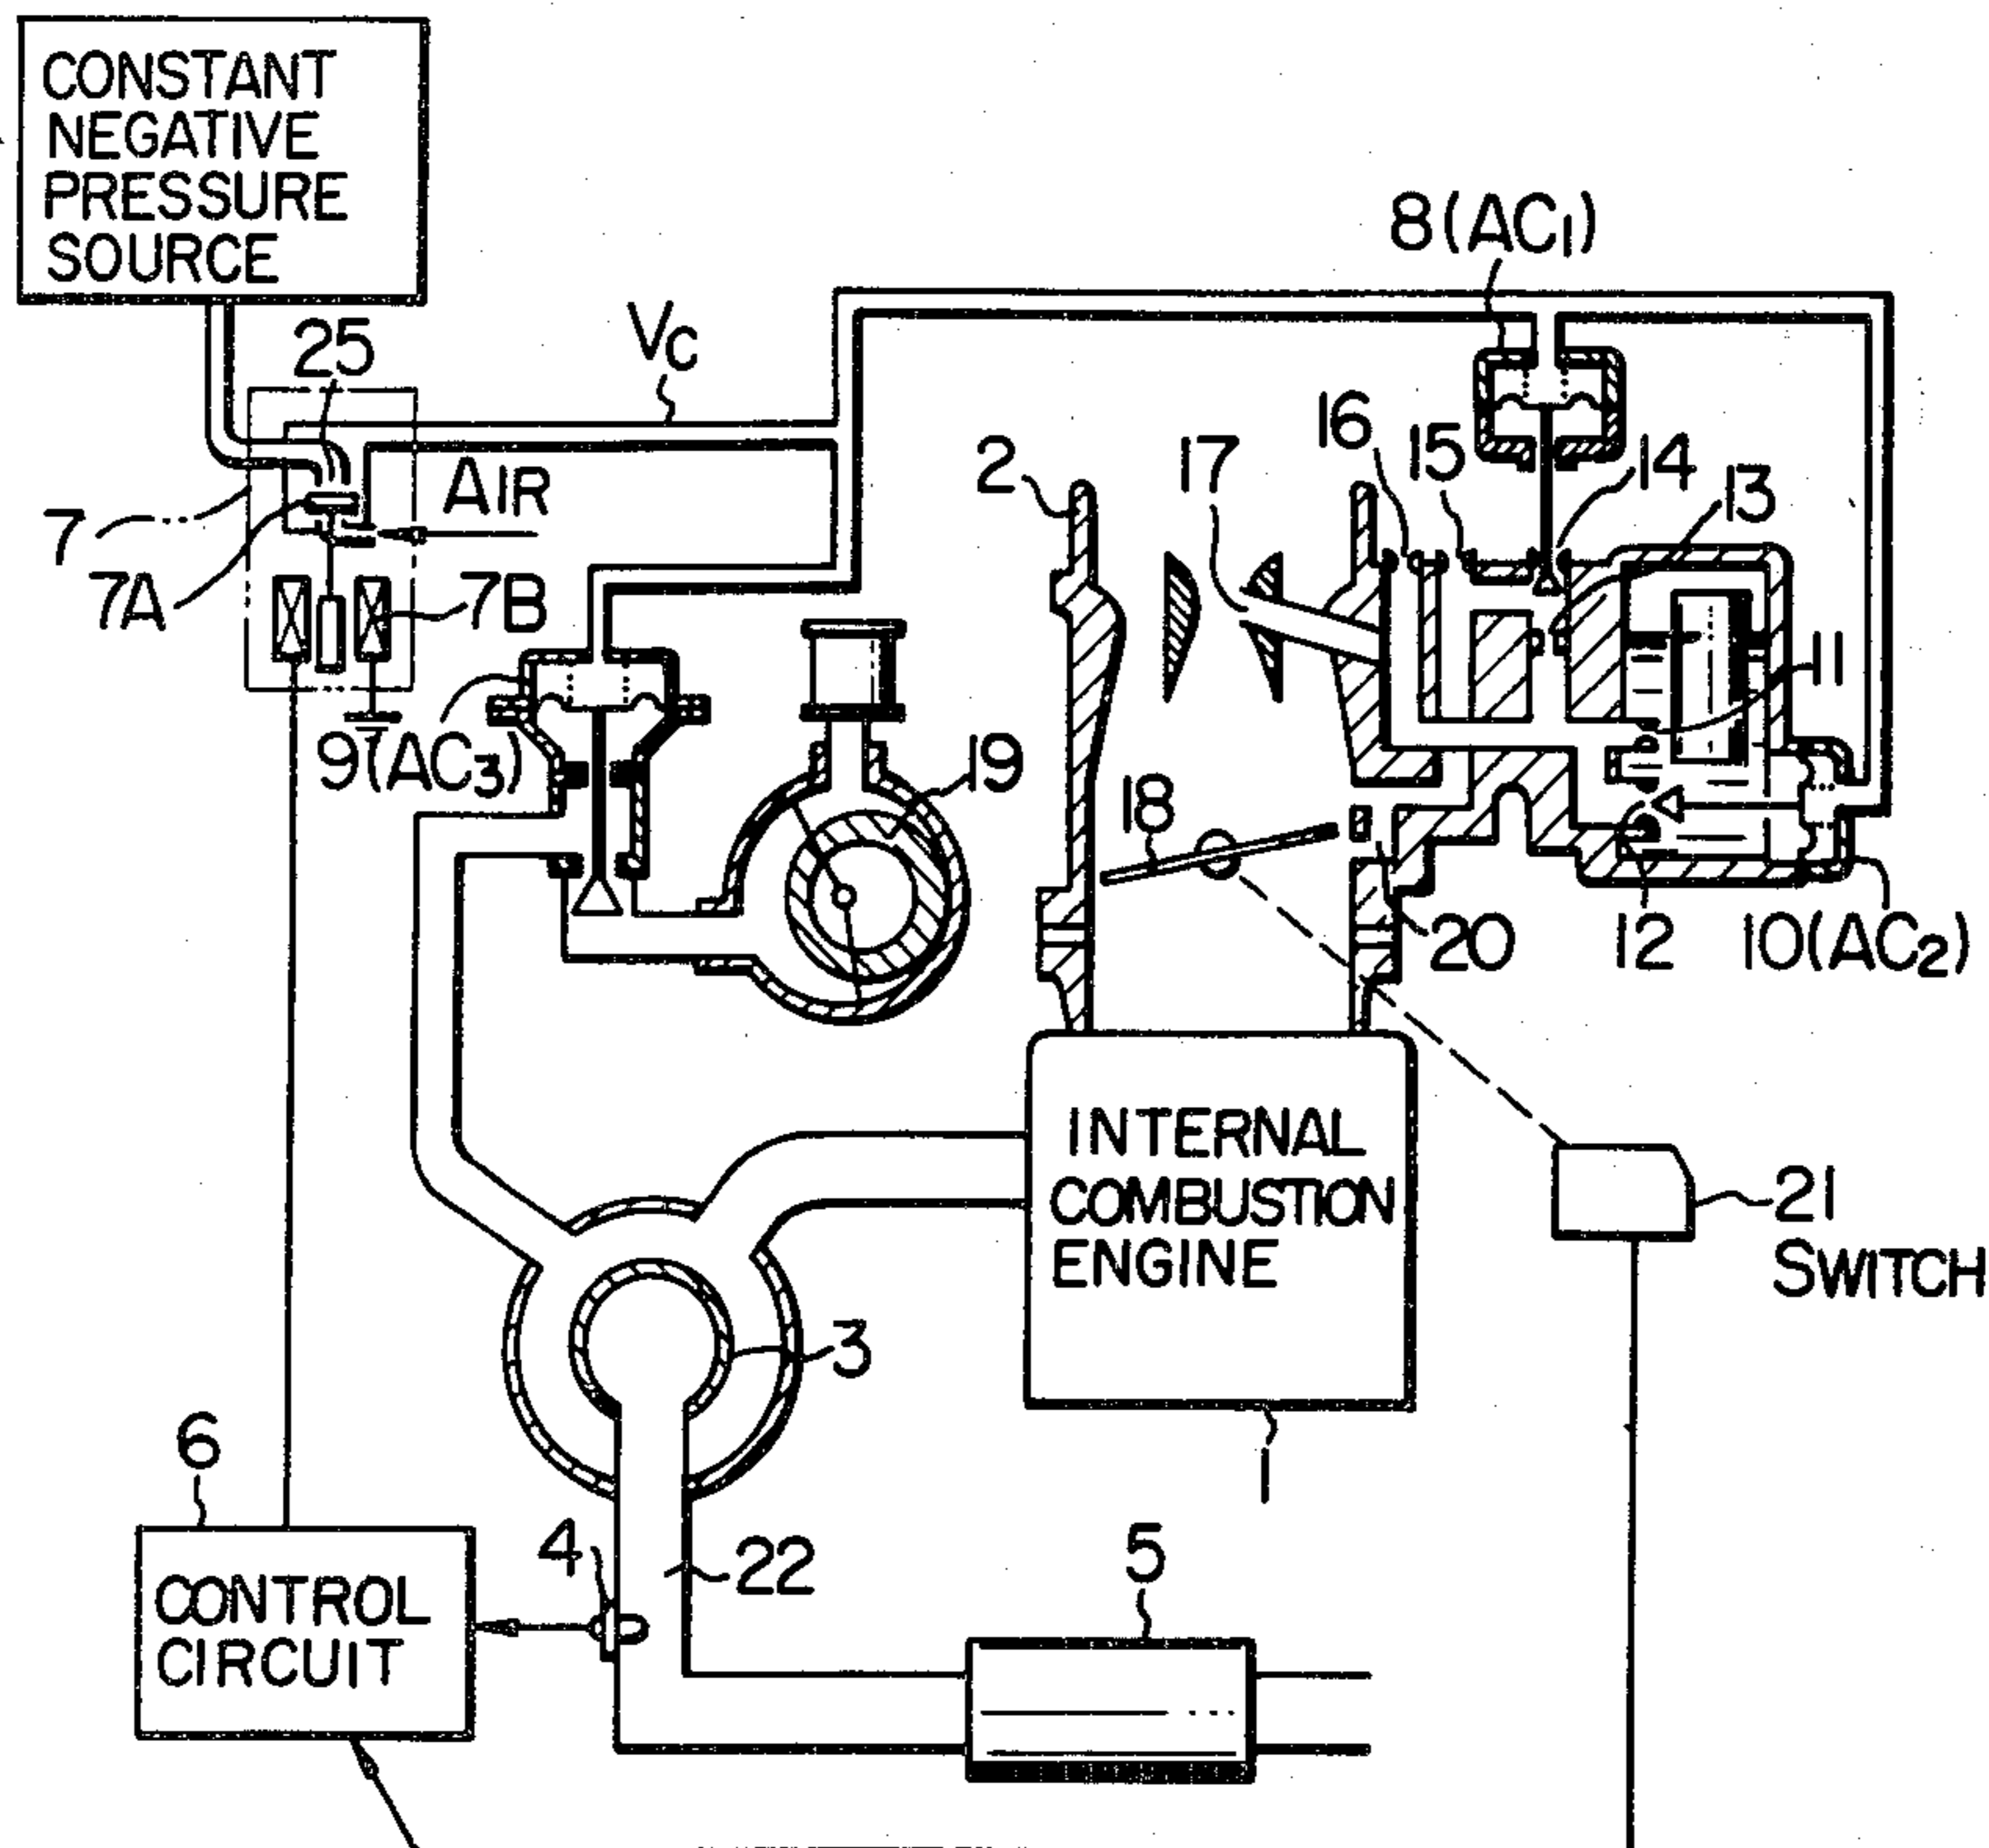 CONSTANT
NEGATIVE
PRESSURE
SOURCE
25
Vc
8(AC1)
7
7A
AIR
7B
2
17
16
15
14
13
11
9(AC3)
19
18
20
12
10(AC2)
INTERNAL
COMBUSTION
ENGINE
21
SWITCH
3
1
6
4
22
5
CONTROL
CIRCUIT